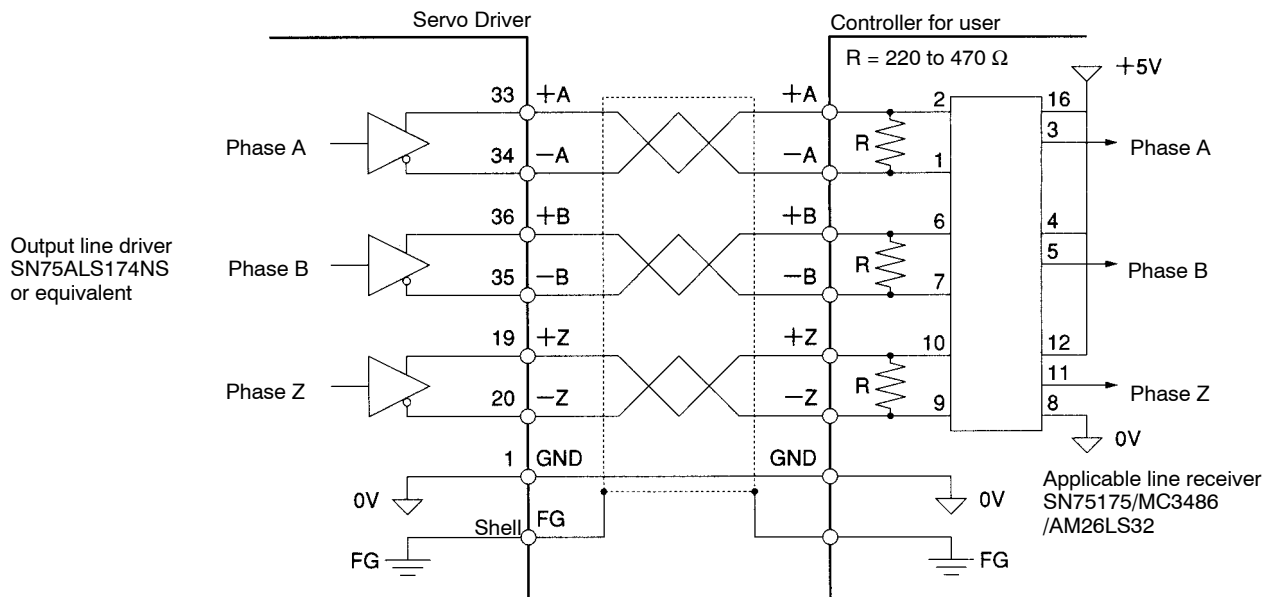 Servo Driver
Controller for user
R = 220 to 470 Ω
+5V
33 +A
+A
2
16
3
Phase A
R
Phase A
34 −A
−A
1
36 +B
+B
6
4
Output line driver
SN75ALS174NS
or equivalent
Phase B
R
5
Phase B
35 −B
−B
7
19 +Z
+Z
10
12
Phase Z
R
11
Phase Z
20 −Z
−Z
9
8
0V
1 GND
GND
0V
0V
Applicable line receiver
SN75175/MC3486
/AM26LS32
Shell FG
FG
FG